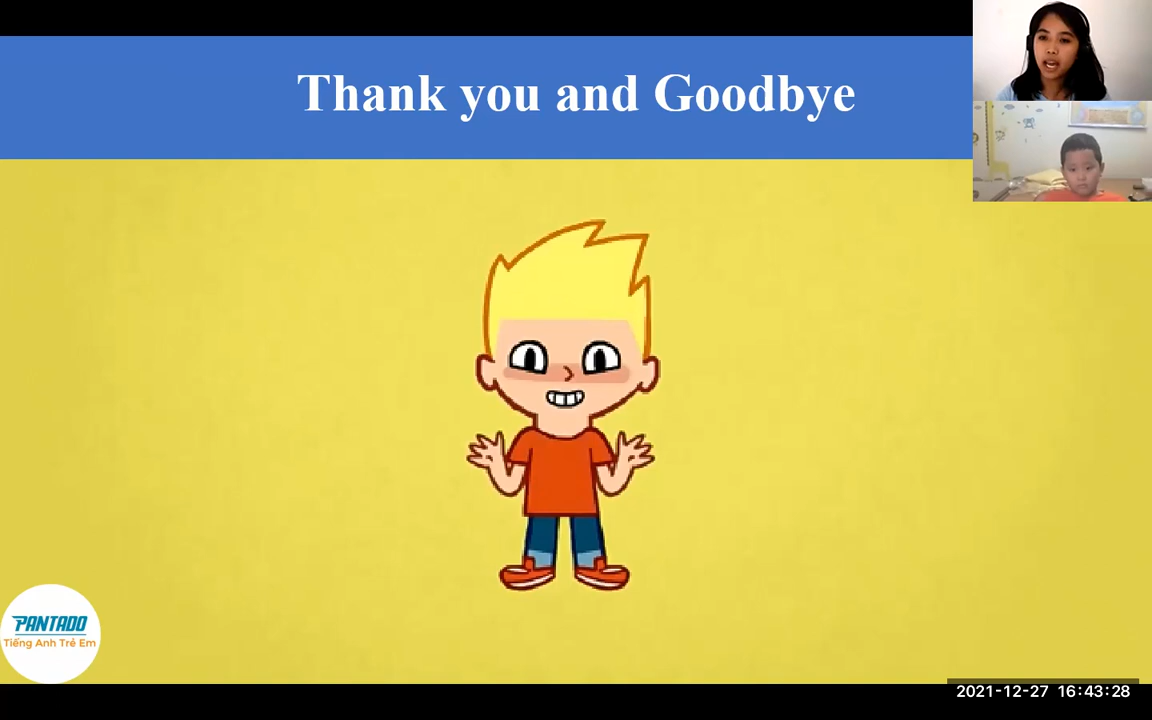 Thank you and Goodbye
PANTADO
Tiếng Anh Trẻ Em
2021-12-27 16:43:28